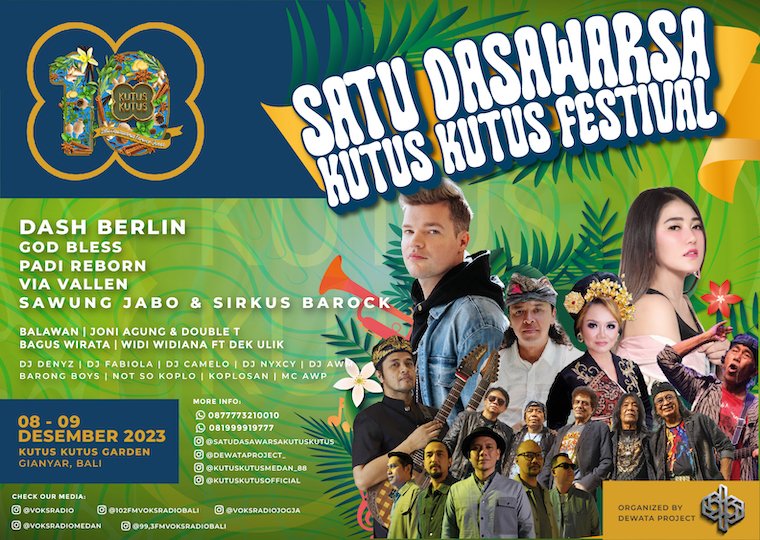 10
KUTUS
KUTUS
SATU DASAWARSA
KUTUS KUTUS FESTIVAL
KUTUS
DASH BERLIN
GOD BLESS
PADI REBORN
VIA VALLEN
SAWUNG JABO & SIRKUS BAROCK
BALAWAN | JONI AGUNG & DOUBLE T
BAGUS WIRATA | WIDI WIDIANA FT DEK ULIK
DJ DENYZ | DJ FABIOLA | DJ CAMELO | DJ NYXCY | DJ AW
BARONG BOYS | NOT SO KOPLO | KOPLOSAN | MC AWP
08 - 09
DESEMBER 2023
KUTUS KUTUS GARDEN
GIANYAR, BALI
MORE INFO:
0877773210010
081999919777
@SATUDASAWARSAKUTUSKUTUS
@DEWATAPROJECT_
@KUTUSKUTUSMEDAN_88
@KUTUSKUTUSOFFICIAL
CHECK OUR MEDIA:
@VOKSRADIO @102FMVOKSRADIOBALI @VOKSRADIOJOGJA
@VOKSRADIOMEDAN @99,3FMVOKSRADIOBALI
ORGANIZED BY
DEWATA PROJECT